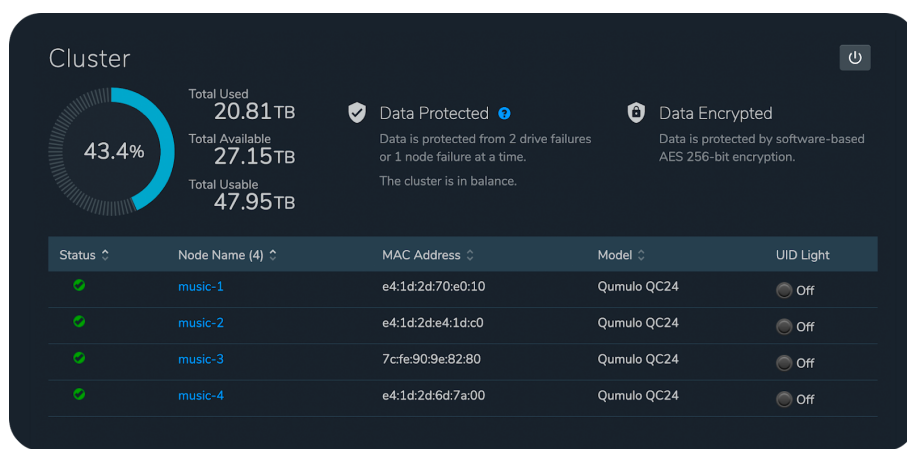 Cluster
43.4%
Total Used
20.81TB
Total Available
27.15TB
Total Usable
47.95TB
Data Protected ?
Data is protected from 2 drive failures
or 1 node failure at a time.
The cluster is in balance.
Data Encrypted
Data is protected by software-based
AES 256-bit encryption.
Status Node Name (4) MAC Address Model UID Light
music-1 e4:1d:2d:70:e0:10 Qumulo QC24 Off
music-2 e4:1d:2d:e4:1d:c0 Qumulo QC24 Off
music-3 7c:fe:90:9e:82:80 Qumulo QC24 Off
music-4 e4:1d:2d:6d:7a:00 Qumulo QC24 Off